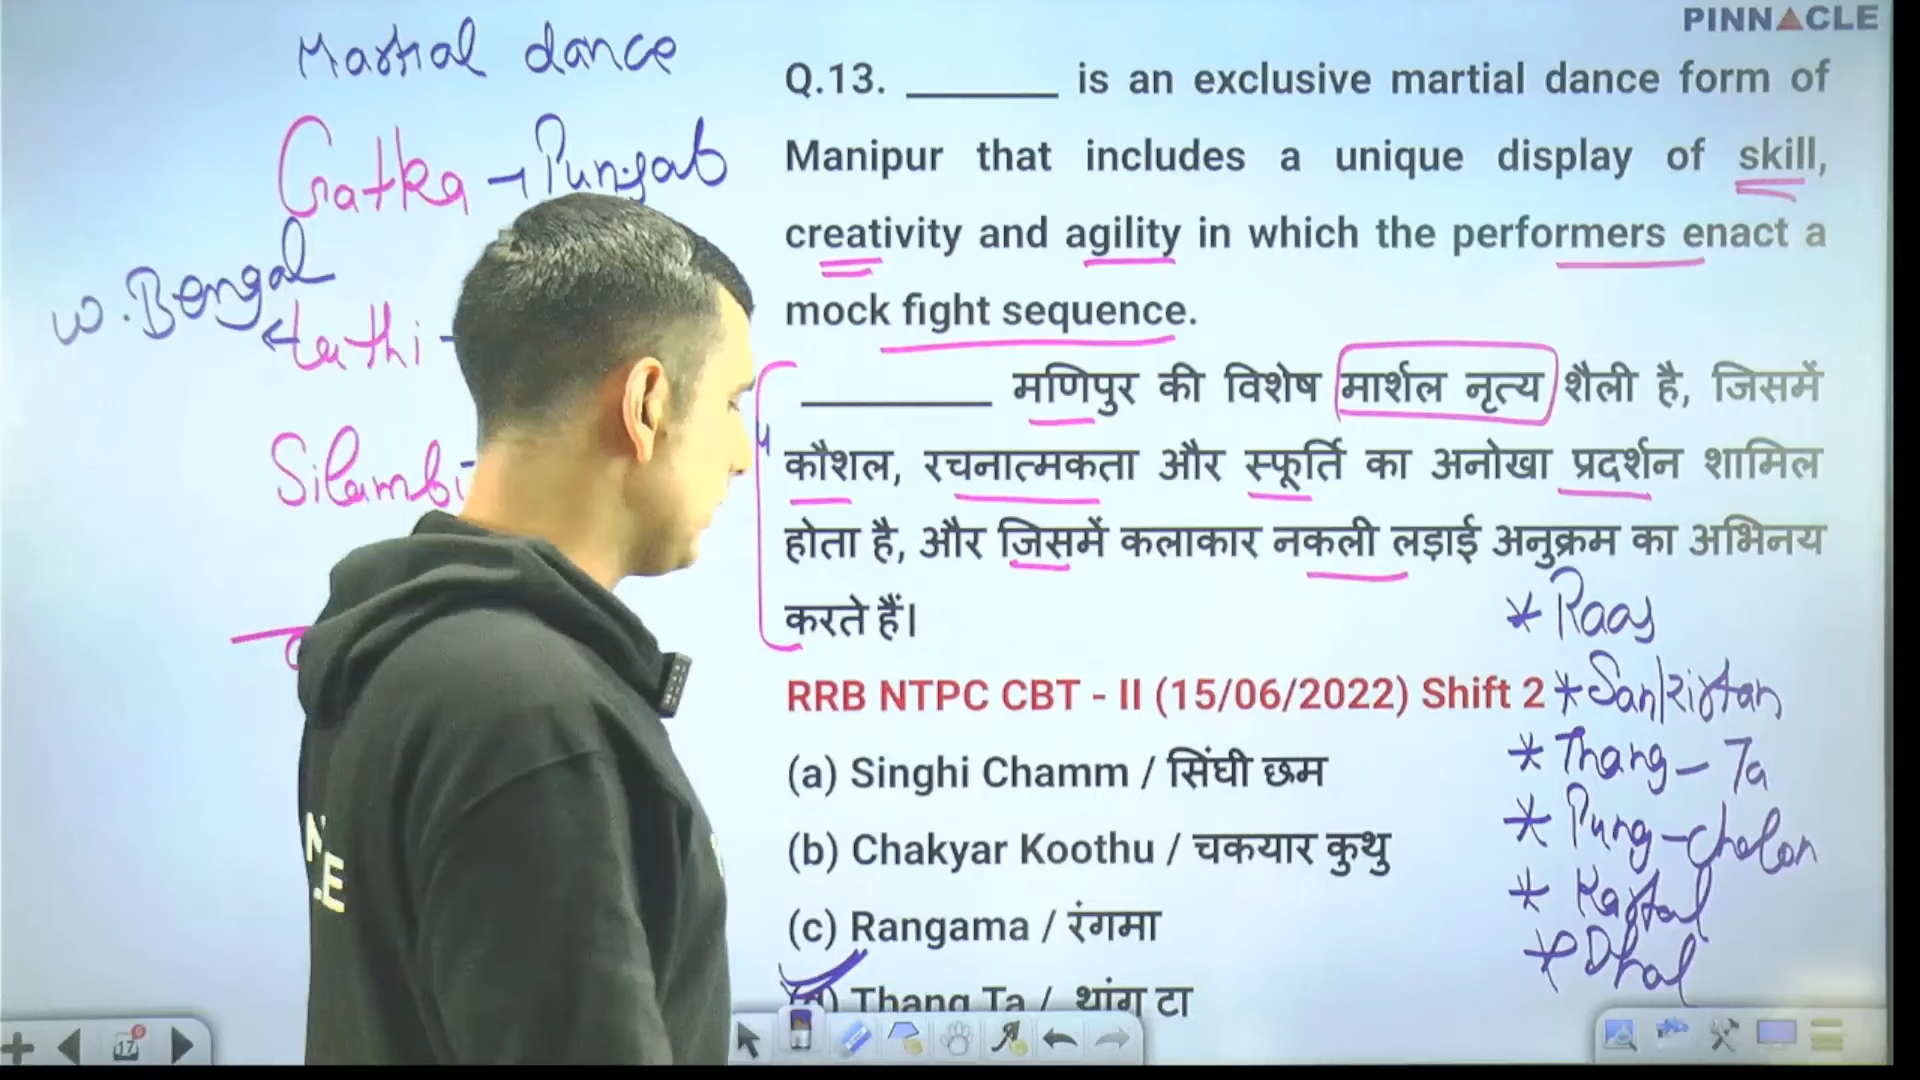 PINNACLE
Martial dance
Gatka → Punjab
W. Bengal
Silambi
Q.13. ________ is an exclusive martial dance form of
Manipur that includes a unique display of skill,
creativity and agility in which the performers enact a
mock fight sequence.
__________ मणिपुर की विशेष मार्शल नृत्य शैली है, जिसमें
कौशल, रचनात्मकता और स्फूर्ति का अनोखा प्रदर्शन शामिल
होता है, और जिसमें कलाकार नकली लड़ाई अनुक्रम का अभिनय
करते हैं।
RRB NTPC CBT - II (15/06/2022) Shift 2
(a) Singhi Chamm / सिंघी छम
(b) Chakyar Koothu / चकयार कुथु
(c) Rangama / रंगमा
(d) Thang Ta / थांग टा
* Raas
* Sankirtan
* Thang - Ta
* Pung - cholom
* Kartal
* Dhol
17